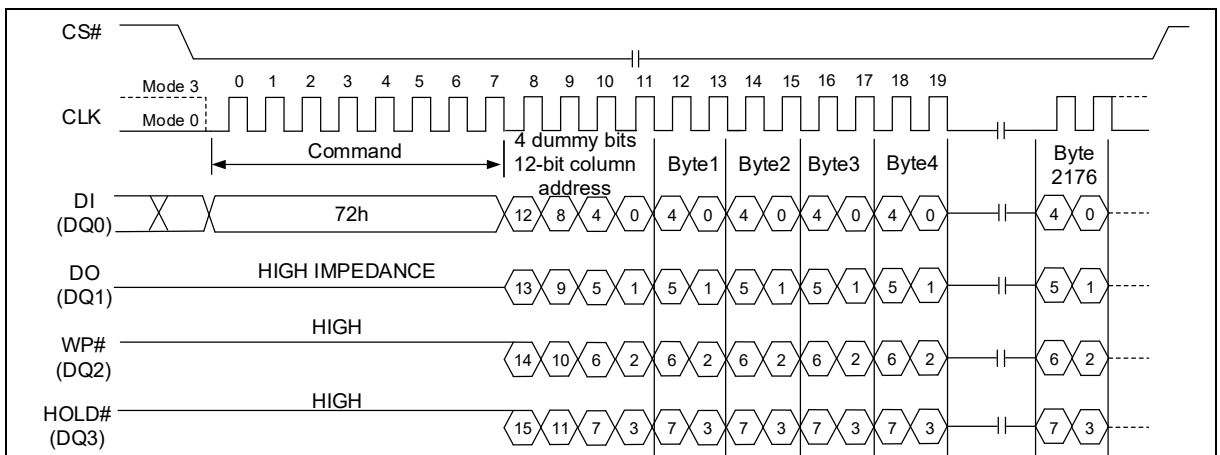 CS#
Mode 3
0 1 2 3 4 5 6 7 8 9 10 11 12 13 14 15 16 17 18 19
CLK
Mode 0
Command
4 dummy bits
12-bit column
address
Byte1 Byte2 Byte3 Byte4
Byte
2176
DI
(DQ0)
72h
12 8 4 0 4 0 4 0 4 0 4 0 4 0
DO
(DQ1)
HIGH IMPEDANCE
13 9 5 1 5 1 5 1 5 1 5 1 5 1
HIGH
WP#
(DQ2)
14 10 6 2 6 2 6 2 6 2 6 2 6 2
HIGH
HOLD#
(DQ3)
15 11 7 3 7 3 7 3 7 3 7 3 7 3